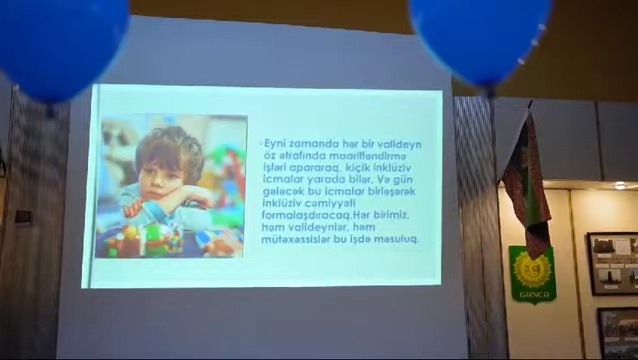 Eyni zamanda hər bir valideyn
öz ətrafında maarifləndirmə
işləri apararaq, kiçik inklüziv
icmalar yarada bilər. Və gün
gələcək bu icmalar birləşərək
inklüziv cəmiyyəti
formalaşdıracaq.Hər birimiz,
həm valideynlər, həm
mütəxəssislər bu işdə məsuluq.
GƏNCƏ